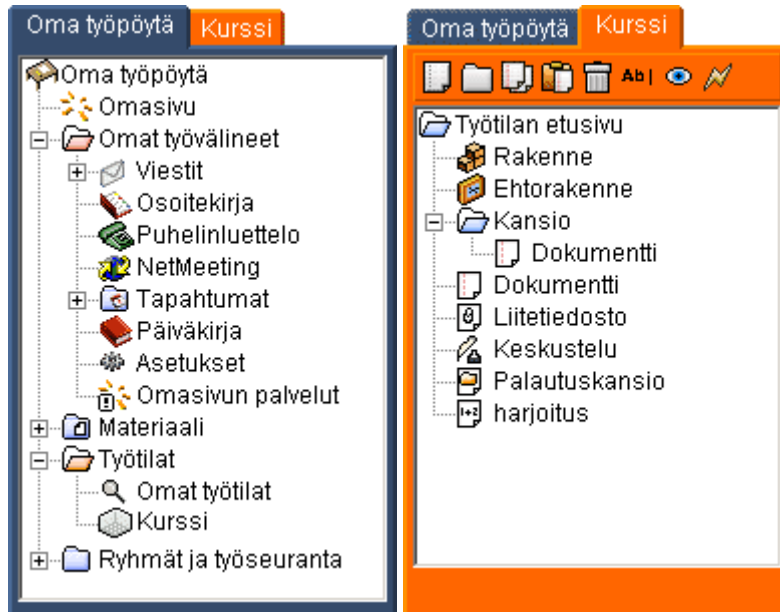 Oma työpöytä Kurssi
Oma työpöytä
Omasivu
Omat työvälineet
Viestit
Osoitekirja
Puhelinluettelo
NetMeeting
Tapahtumat
Päiväkirja
Asetukset
Omasivun palvelut
Materiaali
Työtilat
Omat työtilat
Kurssi
Ryhmät ja työseuranta
Oma työpöytä Kurssi
Ab|
Työtilan etusivu
Rakenne
Ehtorakenne
Kansio
Dokumentti
Dokumentti
Liitetiedosto
Keskustelu
Palautuskansio
harjoitus